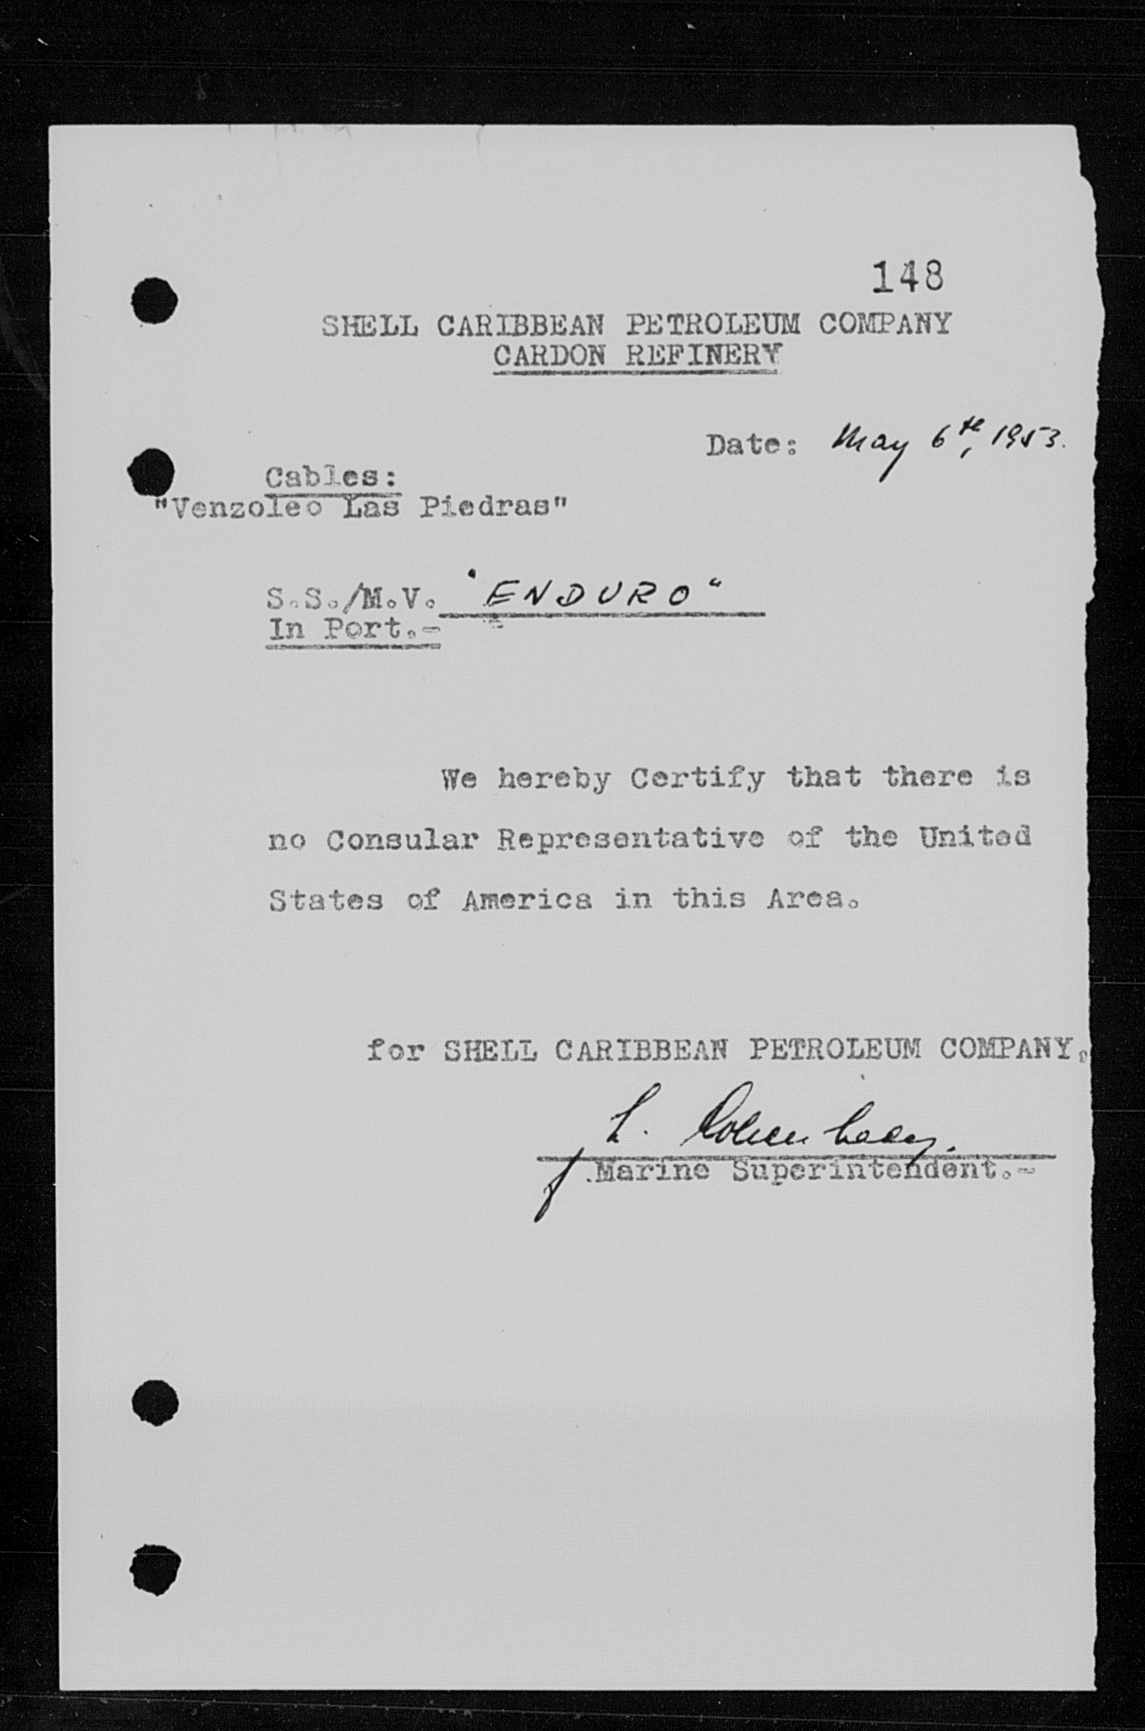 148
SHELL CARIBBEAN PETROLEUM COMPANY
CARDON REFINERY
Date: May 6th, 1953.
Cables:
"Venzoleo Las Piedras"
S.S./M.V. "ENDURO"
In Port.-
We hereby Certify that there is
no Consular Representative of the United
States of America in this Area.
for SHELL CARIBBEAN PETROLEUM COMPANY.
L.
f .Marine Superintendent.-